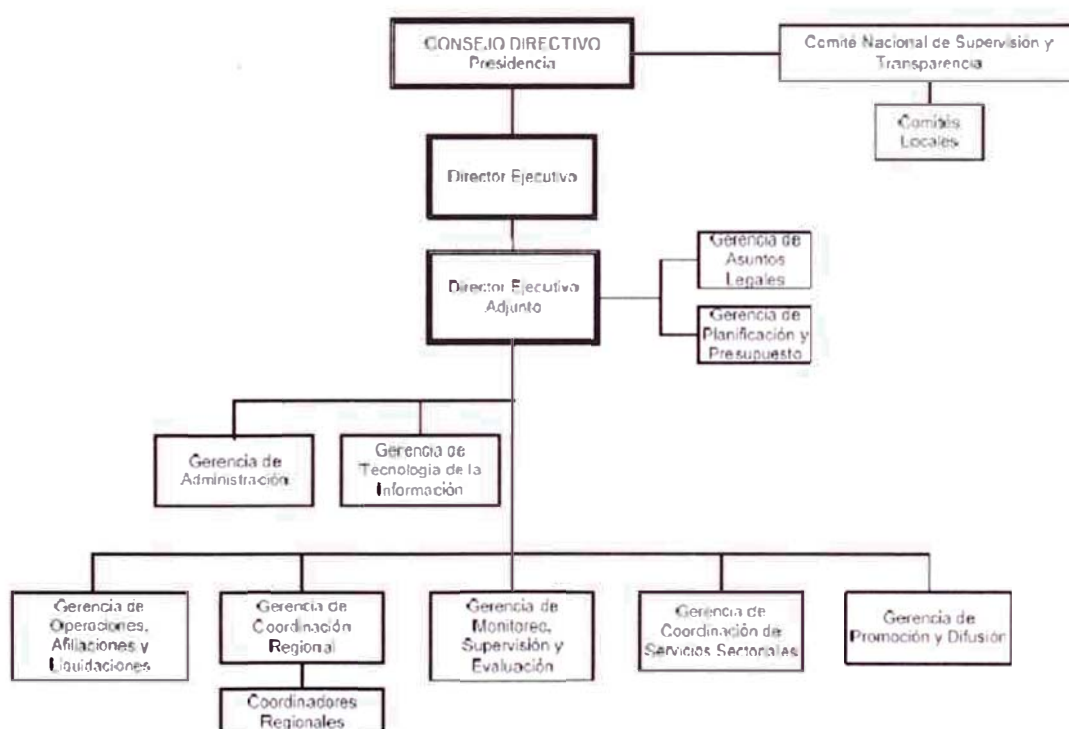 CONSEJO DIRECTIVO
Presidencia
Comité Nacional de Supervisión y
Transparencia
Comités
Locales
Director Ejecutivo
Director Ejecutivo
Adjunto
Gerencia de
Asuntos
Legales
Gerencia de
Planificación y
Presupuesto
Gerencia de
Administración
Gerencia de
Tecnología de la
Información
Gerencia de
Operaciones,
Afiliaciones y
Liquidaciones
Gerencia de
Coordinación
Regional
Gerencia de
Monitoreo,
Supervisión y
Evaluación
Gerencia de
Coordinación de
Servicios Sectoriales
Gerencia de
Promoción y Difusión
Coordinadores
Regionales